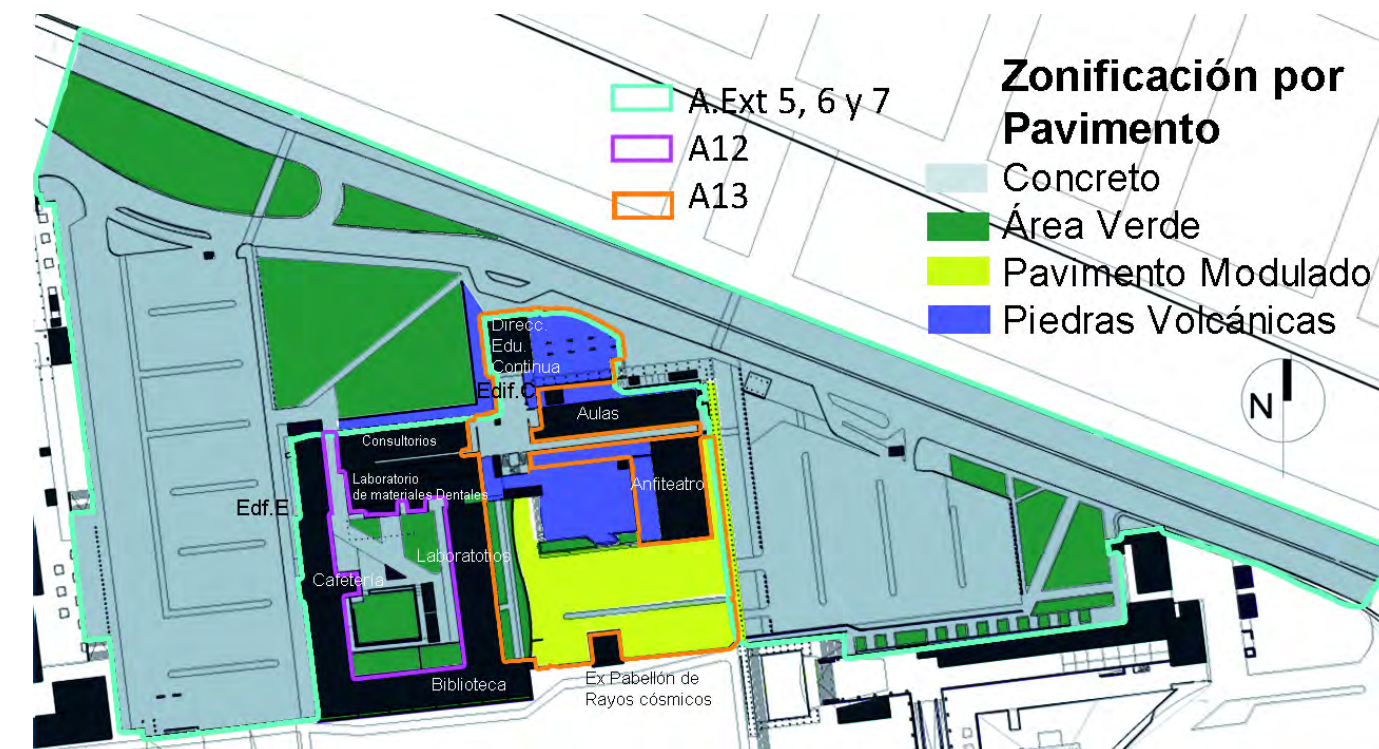 Zonificación por
Pavimento
Concreto
Área Verde
Pavimento Modulado
Piedras Volcánicas
A.Ext 5, 6 y 7
A12
A13
N
Direcc.
Edu.
Continua
Edif.C
Aulas
Consultorios
Laboratorio
de materiales Dentales
Anfiteatro
Edf.E
Laboratotios
Cafetería
Biblioteca
Ex Pabellón de
Rayos cósmicos